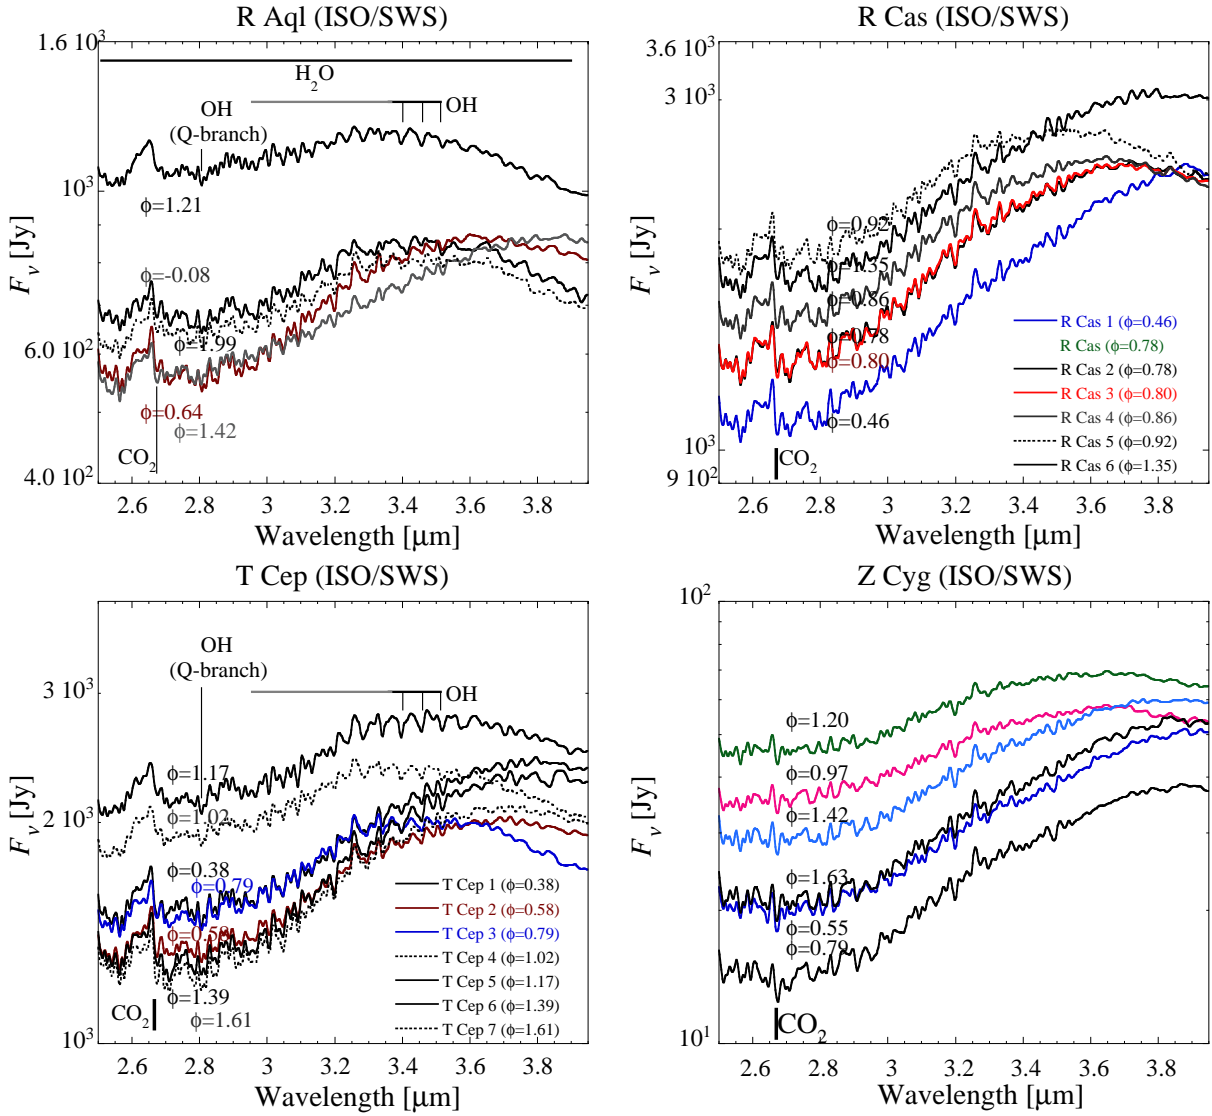 R Aql (ISO/SWS)
1.6 10³
10³
6.0 10²
4.0 10²
F_ν [Jy]
H₂O
OH
(Q-branch)
OH
ϕ=1.21
ϕ=-0.08
ϕ=1.99
ϕ=0.64
ϕ=1.42
CO₂
2.6 2.8 3 3.2 3.4 3.6 3.8
Wavelength [μm]
R Cas (ISO/SWS)
3.6 10³
3 10³
10³
9 10²
F_ν [Jy]
ϕ=0.92
ϕ=1.35
ϕ=0.86
ϕ=0.78
ϕ=0.80
ϕ=0.46
CO₂
R Cas 1 (ϕ=0.46)
R Cas (ϕ=0.78)
R Cas 2 (ϕ=0.78)
R Cas 3 (ϕ=0.80)
R Cas 4 (ϕ=0.86)
R Cas 5 (ϕ=0.92)
R Cas 6 (ϕ=1.35)
2.6 2.8 3 3.2 3.4 3.6 3.8
Wavelength [μm]
T Cep (ISO/SWS)
3 10³
2 10³
10³
F_ν [Jy]
OH
(Q-branch)
OH
ϕ=1.17
ϕ=1.02
ϕ=0.38
ϕ=0.79
ϕ=0.58
ϕ=1.39
ϕ=1.61
CO₂
T Cep 1 (ϕ=0.38)
T Cep 2 (ϕ=0.58)
T Cep 3 (ϕ=0.79)
T Cep 4 (ϕ=1.02)
T Cep 5 (ϕ=1.17)
T Cep 6 (ϕ=1.39)
T Cep 7 (ϕ=1.61)
2.6 2.8 3 3.2 3.4 3.6 3.8
Wavelength [μm]
Z Cyg (ISO/SWS)
10²
10¹
F_ν [Jy]
ϕ=1.20
ϕ=0.97
ϕ=1.42
ϕ=1.63
ϕ=0.55
ϕ=0.79
CO₂
2.6 2.8 3 3.2 3.4 3.6 3.8
Wavelength [μm]